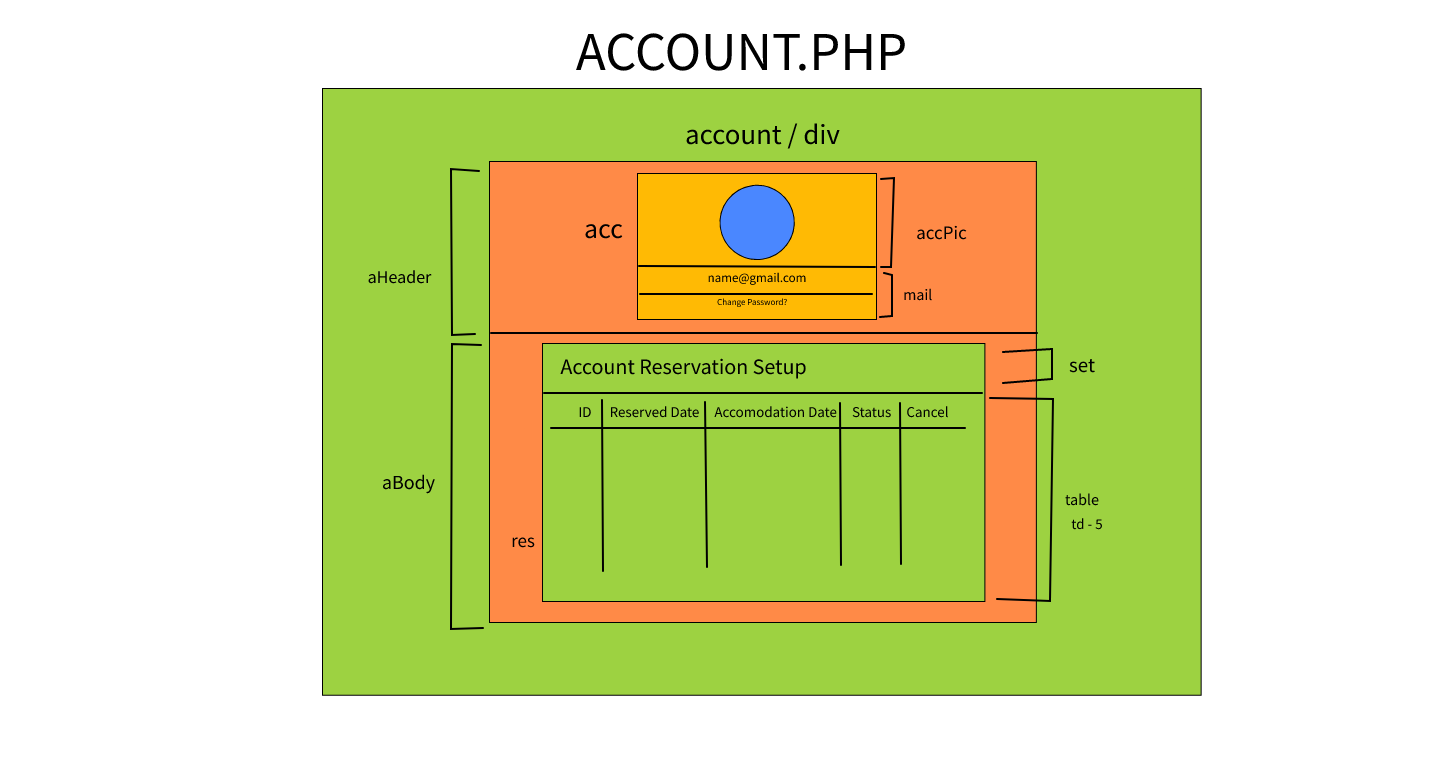 ACCOUNT.PHP
account / div
acc
accPic
aHeader
name@gmail.com
mail
Change Password?
Account Reservation Setup
set
ID Reserved Date Accomodation Date Status Cancel
aBody
table
td - 5
res